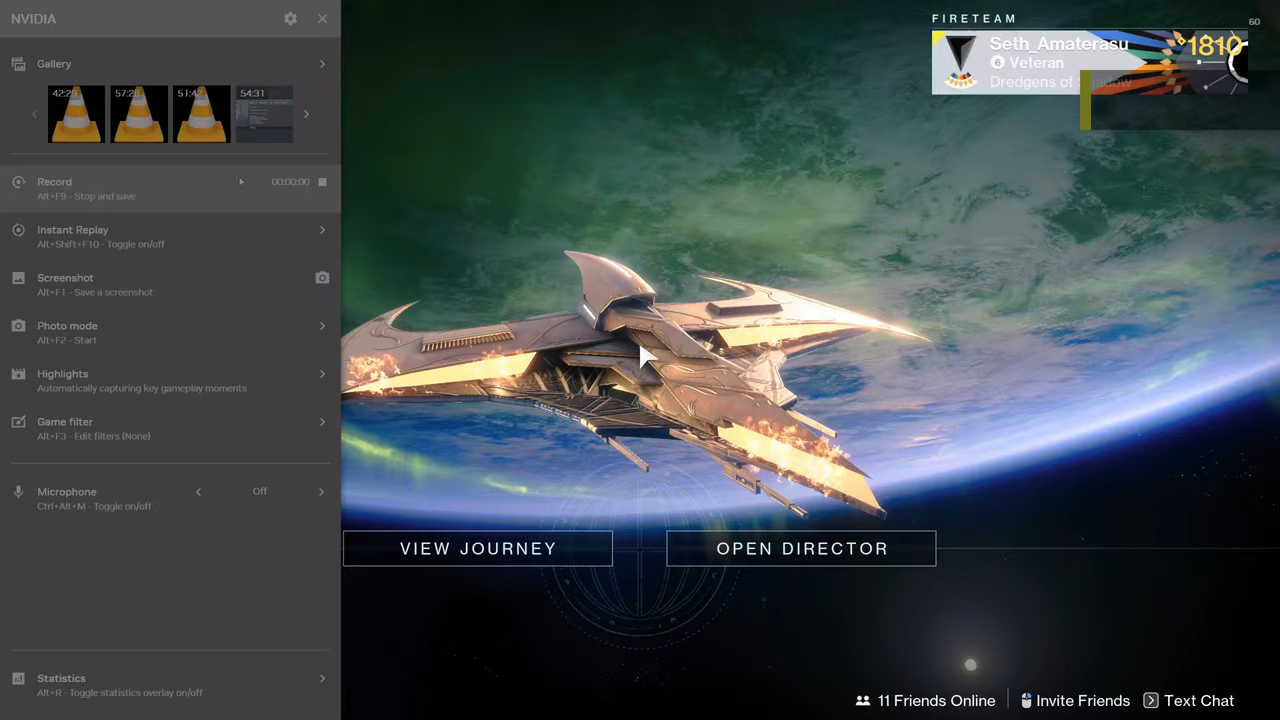 NVIDIA
Gallery
42:29
57:28
51:42
54:31
Record
00:00:00
Alt+F9 - Stop and save
Instant Replay
Alt+Shift+F10 - Toggle on/off
Screenshot
Alt+F1 - Save a screenshot
Photo mode
Alt+F2 - Start
Highlights
Automatically capturing key gameplay moments
Game filter
Alt+F3 - Edit filters (None)
Microphone
Off
Ctrl+Alt+M - Toggle on/off
Statistics
Alt+R - Toggle statistics overlay on/off
FIRETEAM
60
Seth_Amaterasu
1810
6 Veteran
Dredgens of Shadow
VIEW JOURNEY
OPEN DIRECTOR
11 Friends Online
Invite Friends
Text Chat